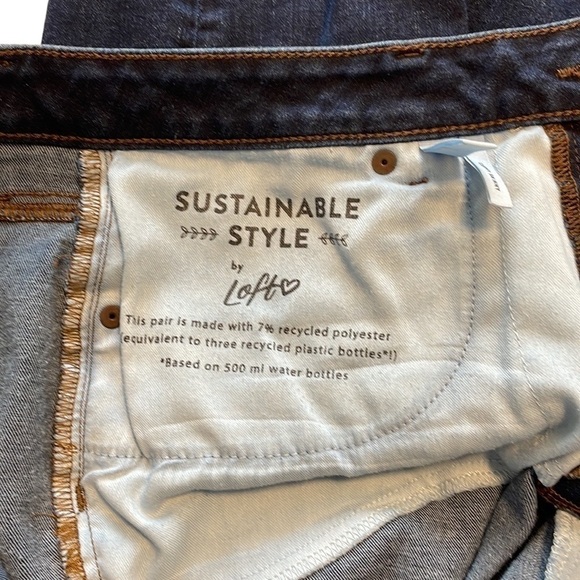 SUSTAINABLE
STYLE
by
Loft
This pair is made with 7% recycled polyester
(equivalent to three recycled plastic bottles*!)
*Based on 500 ml water bottles